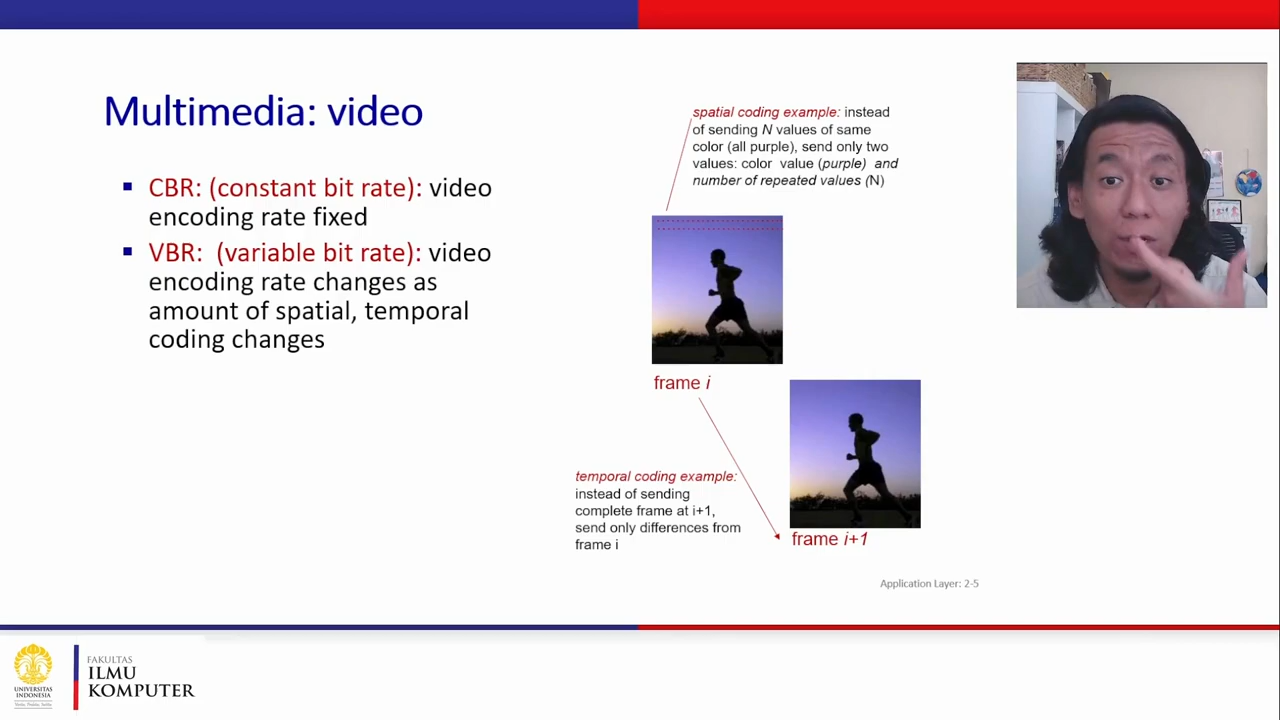 Multimedia: video
▪ CBR: (constant bit rate): video
encoding rate fixed
▪ VBR: (variable bit rate): video
encoding rate changes as
amount of spatial, temporal
coding changes
spatial coding example: instead
of sending N values of same
color (all purple), send only two
values: color value (purple) and
number of repeated values (N)
frame i
temporal coding example:
instead of sending
complete frame at i+1,
send only differences from
frame i
frame i+1
Application Layer: 2-5
UNIVERSITAS
INDONESIA
FAKULTAS
ILMU
KOMPUTER